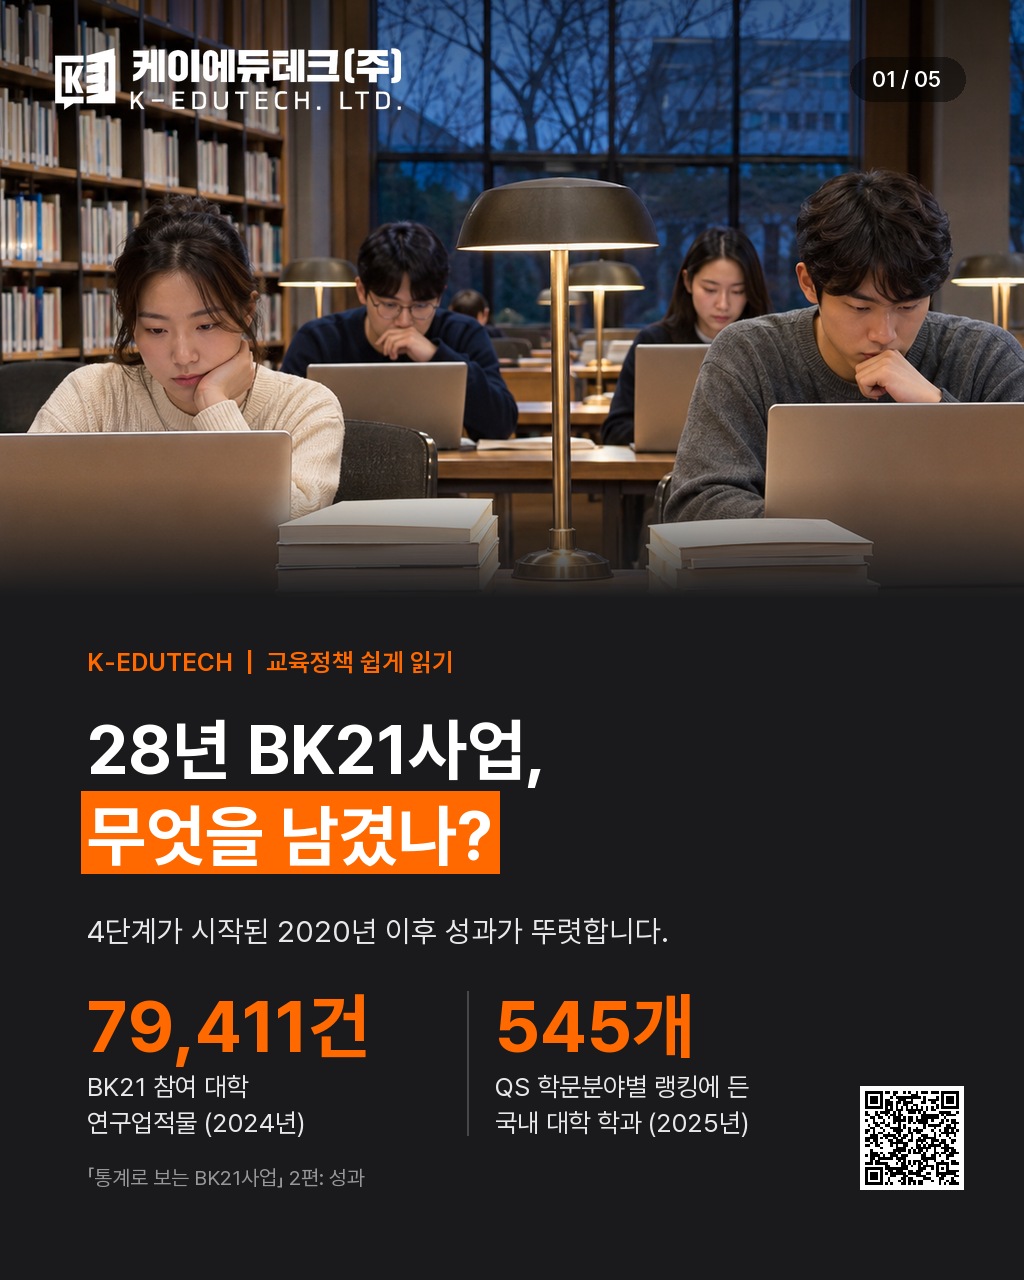 케이에듀테크(주)
K-EDUTECH. LTD.
01 / 05
K-EDUTECH | 교육정책 쉽게 읽기
28년 BK21사업,
무엇을 남겼나?
4단계가 시작된 2020년 이후 성과가 뚜렷합니다.
79,411건
BK21 참여 대학
연구업적물 (2024년)
545개
QS 학문분야별 랭킹에 든
국내 대학 학과 (2025년)
「통계로 보는 BK21사업」 2편: 성과